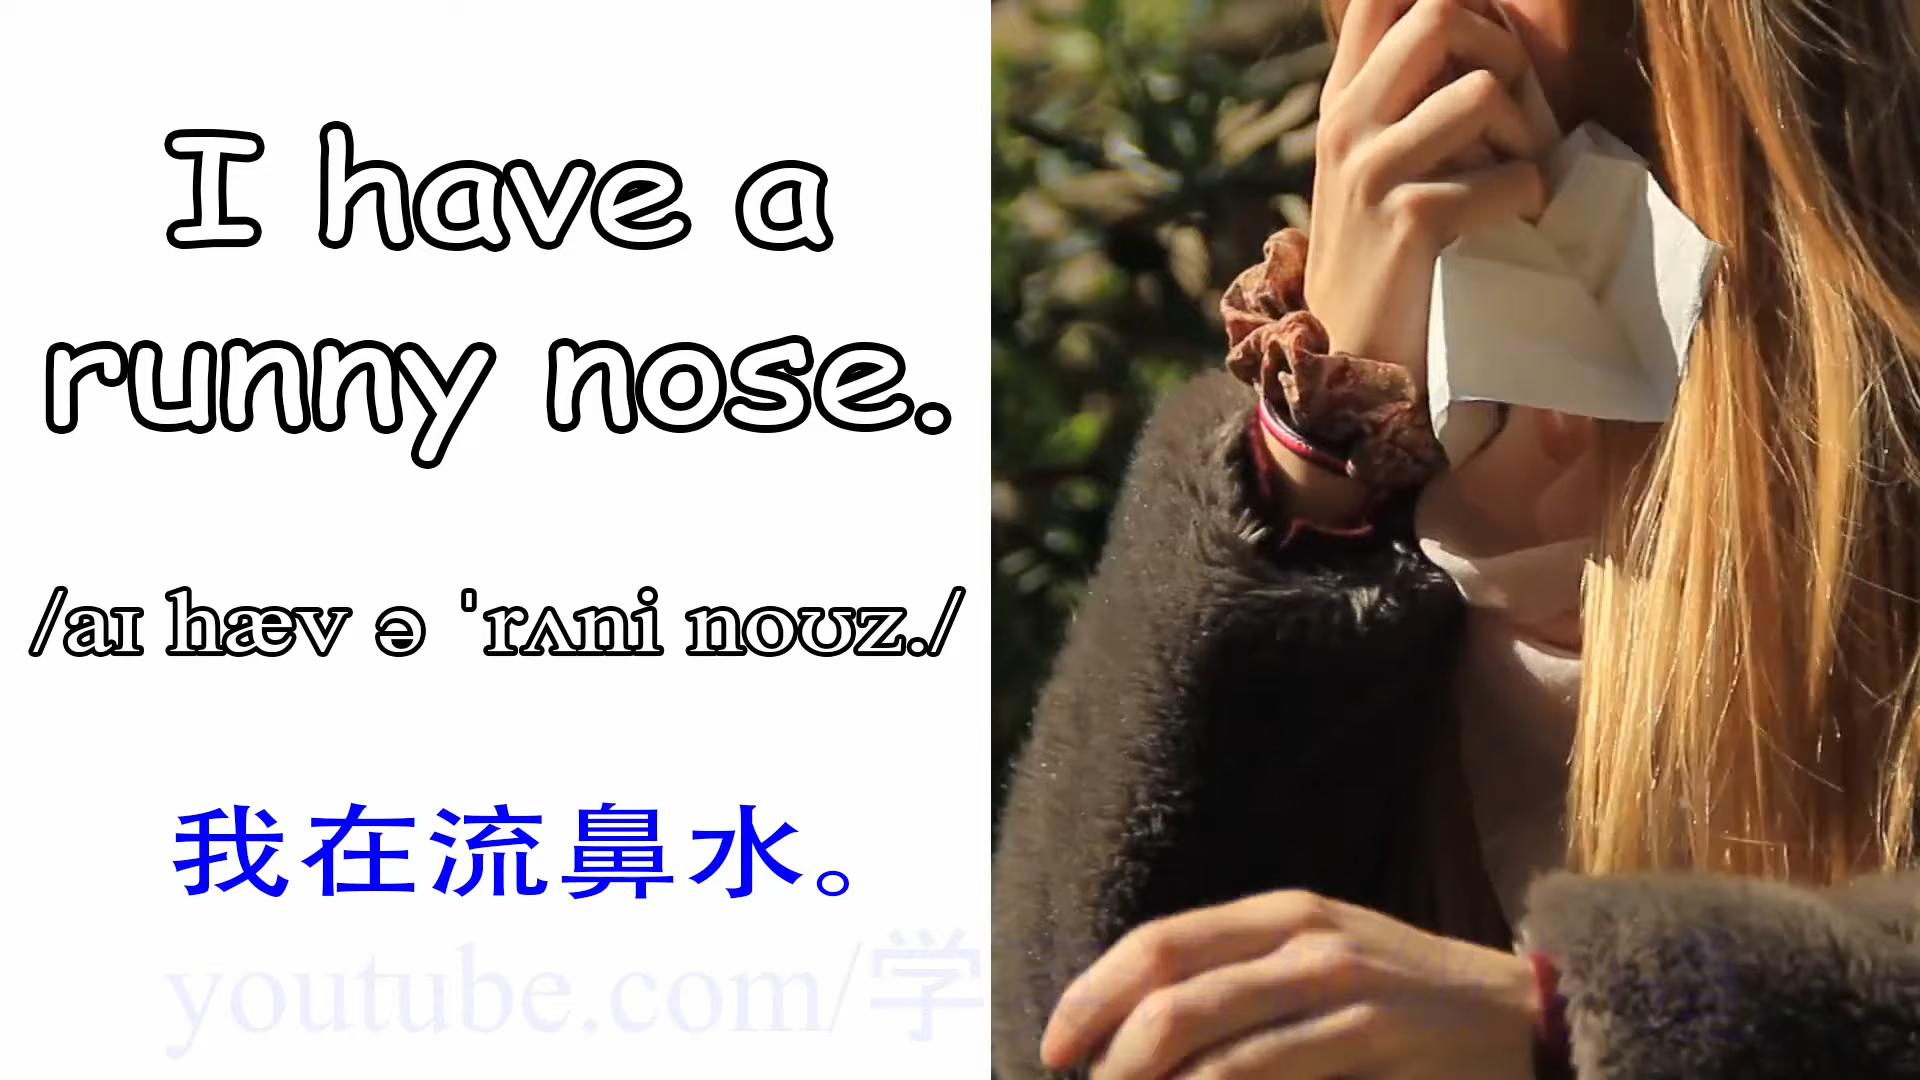 I have a
runny nose.
/aɪ hæv ə ˈrʌni noʊz./
我在流鼻水。
youtube.com/学